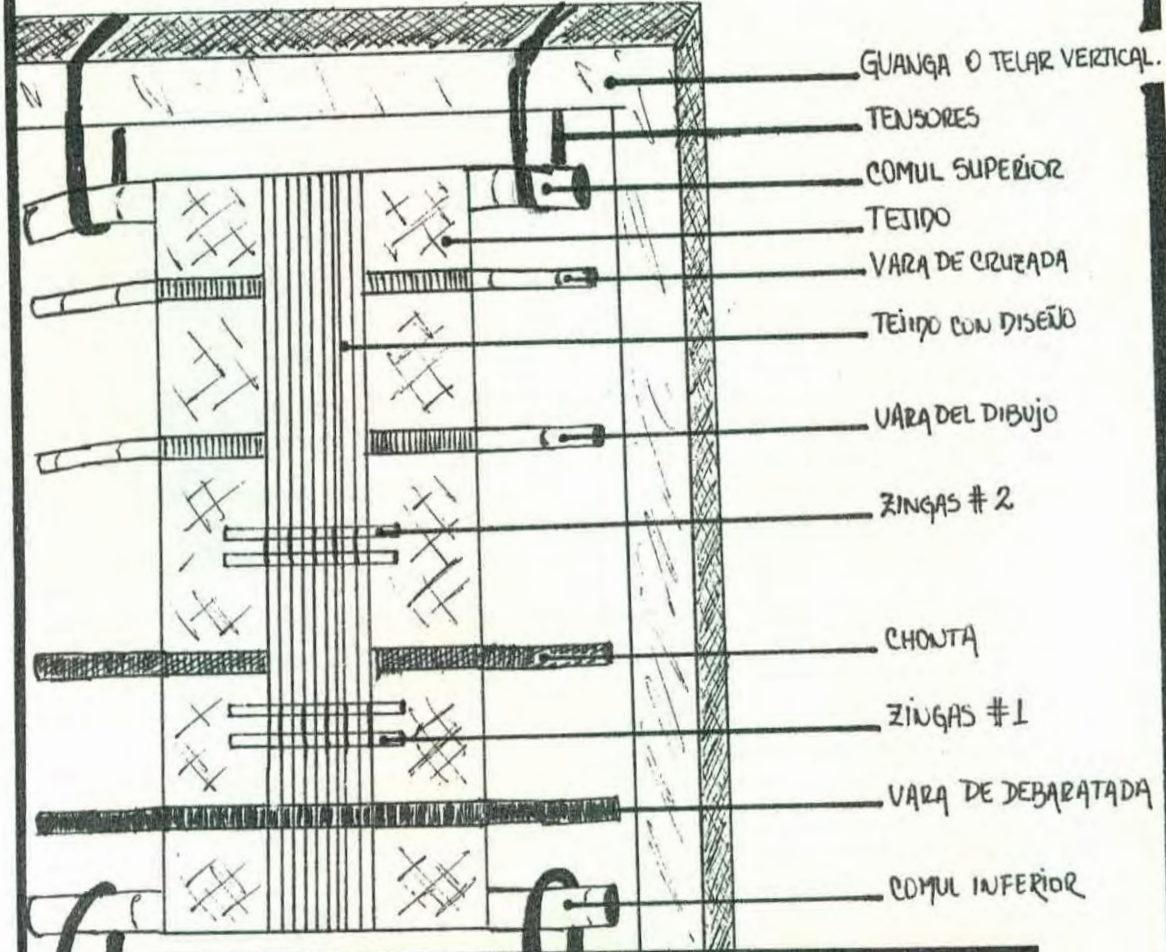 GUANGA O TELAR VERTICAL.
TENSORES
COMUL SUPERIOR
TEJIDO
VARA DE CRUZADA
TEJIDO CON DISEÑO
VARA DEL DIBUJO
ZINGAS #2
CHONTA
ZINGAS #1
VARA DE DEBARATADA
COMUL INFERIOR